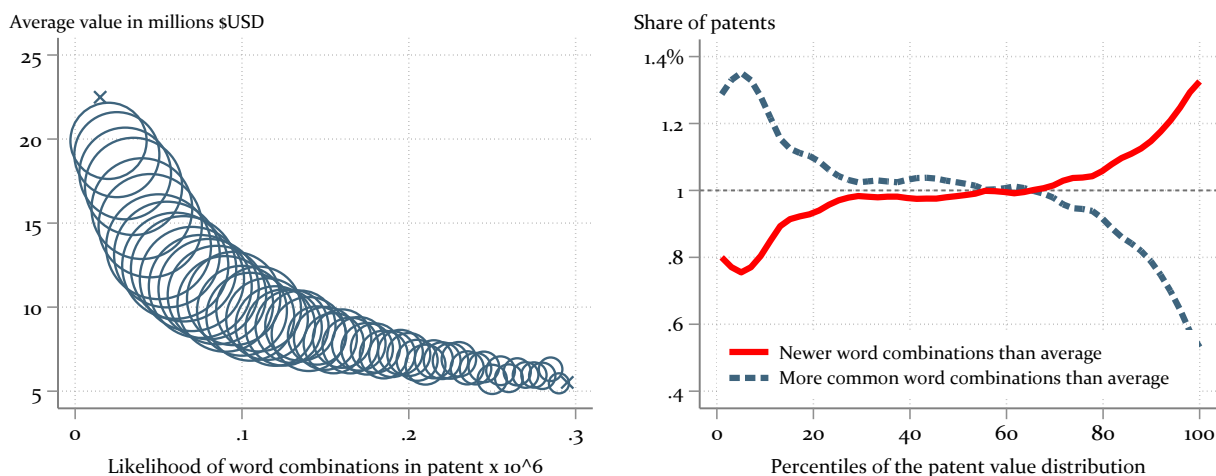 Average value in millions $USD
25
20
15
10
5
0 .1 .2 .3
Likelihood of word combinations in patent x 10^6
Share of patents
1.4%
1.2
1
.8
.6
.4
Newer word combinations than average
More common word combinations than average
0 20 40 60 80 100
Percentiles of the patent value distribution